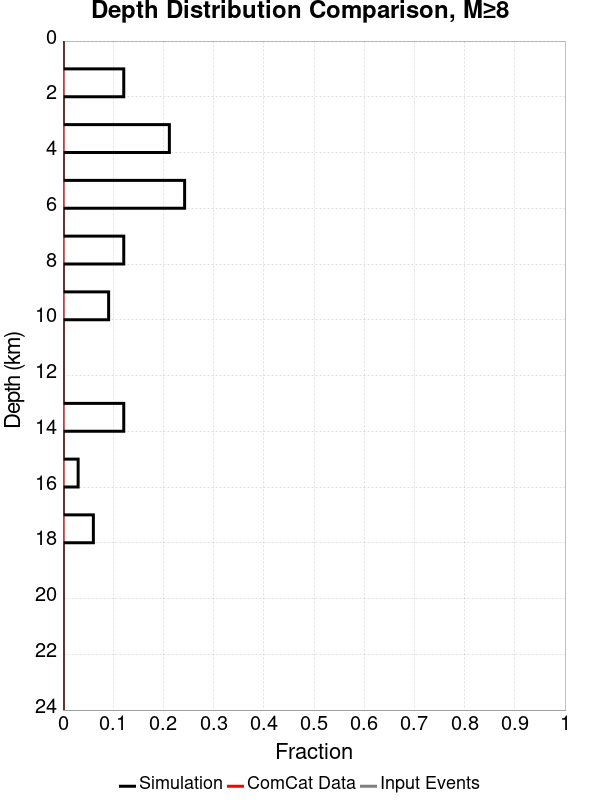 Depth Distribution Comparison, M≥8
0
2
4
6
8
10
12
14
16
18
20
22
24
Depth (km)
0 0.1 0.2 0.3 0.4 0.5 0.6 0.7 0.8 0.9 1
Fraction
Simulation ComCat Data Input Events